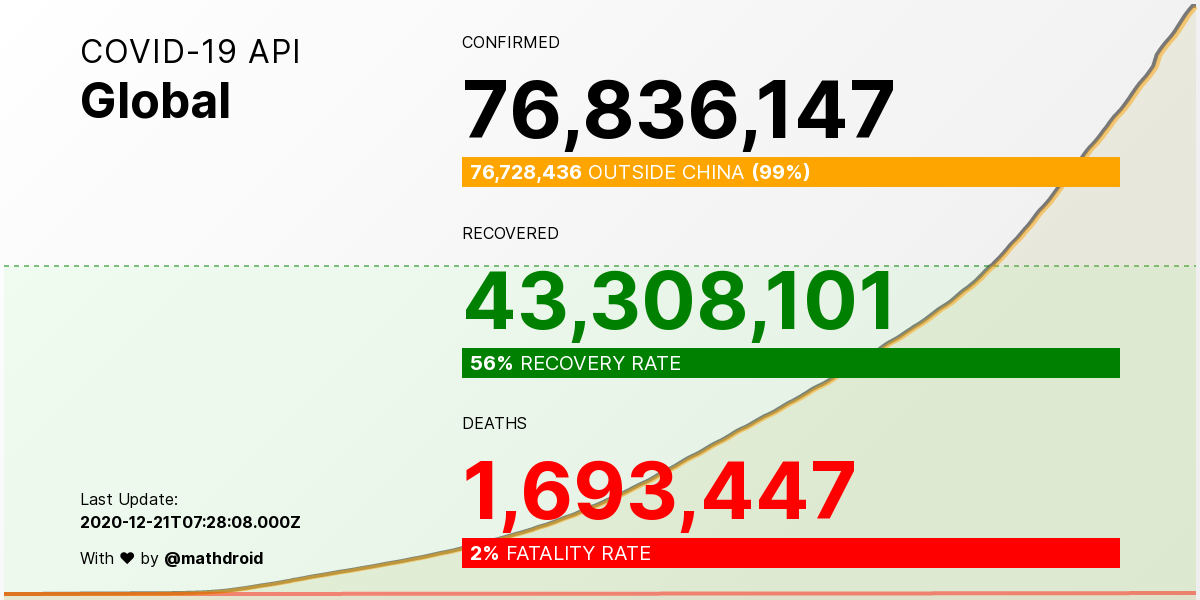 COVID-19 API
Global
CONFIRMED
76,836,147
76,728,436 OUTSIDE CHINA (99%)
RECOVERED
43,308,101
56% RECOVERY RATE
DEATHS
1,693,447
2% FATALITY RATE
Last Update:
2020-12-21T07:28:08.000Z
With ♥ by @mathdroid